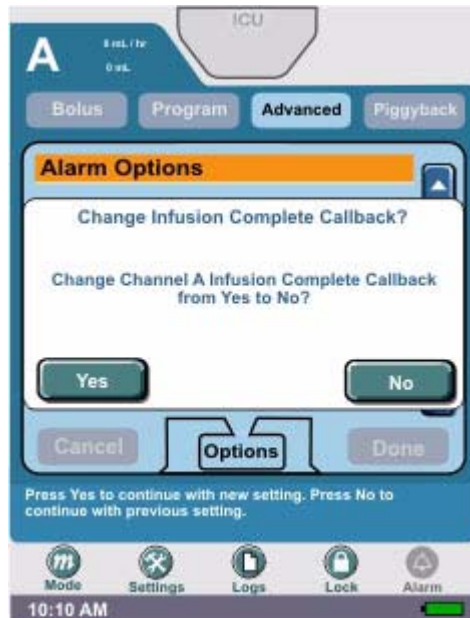 ICU
A
0 mL / hr
0 mL
Bolus
Program
Advanced
Piggyback
Alarm Options
Change Infusion Complete Callback?
Change Channel A Infusion Complete Callback
from Yes to No?
Yes
No
Cancel
Options
Done
Press Yes to continue with new setting. Press No to
continue with previous setting.
m
Mode
Settings
Logs
Lock
Alarm
10:10 AM